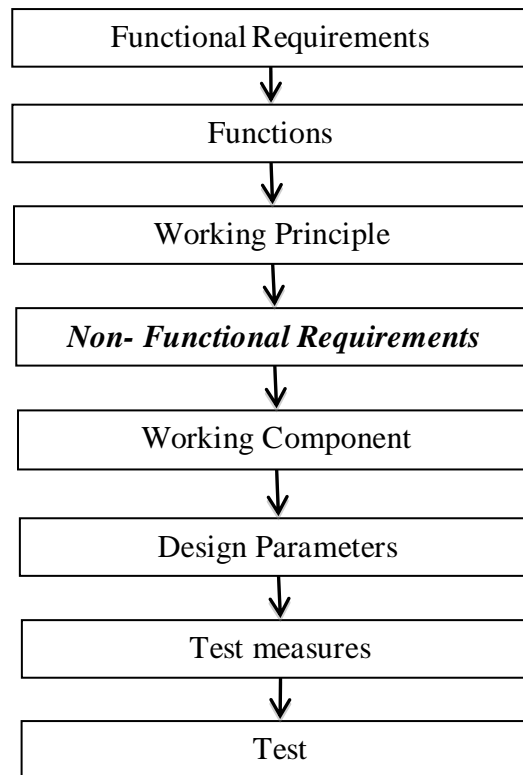 Functional Requirements
Functions
Working Principle
Non- Functional Requirements
Working Component
Design Parameters
Test measures
Test